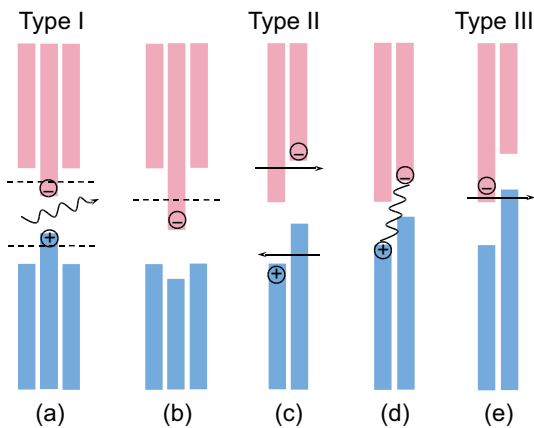 Type I Type II Type III
− − − − −
+ + +
(a) (b) (c) (d) (e)